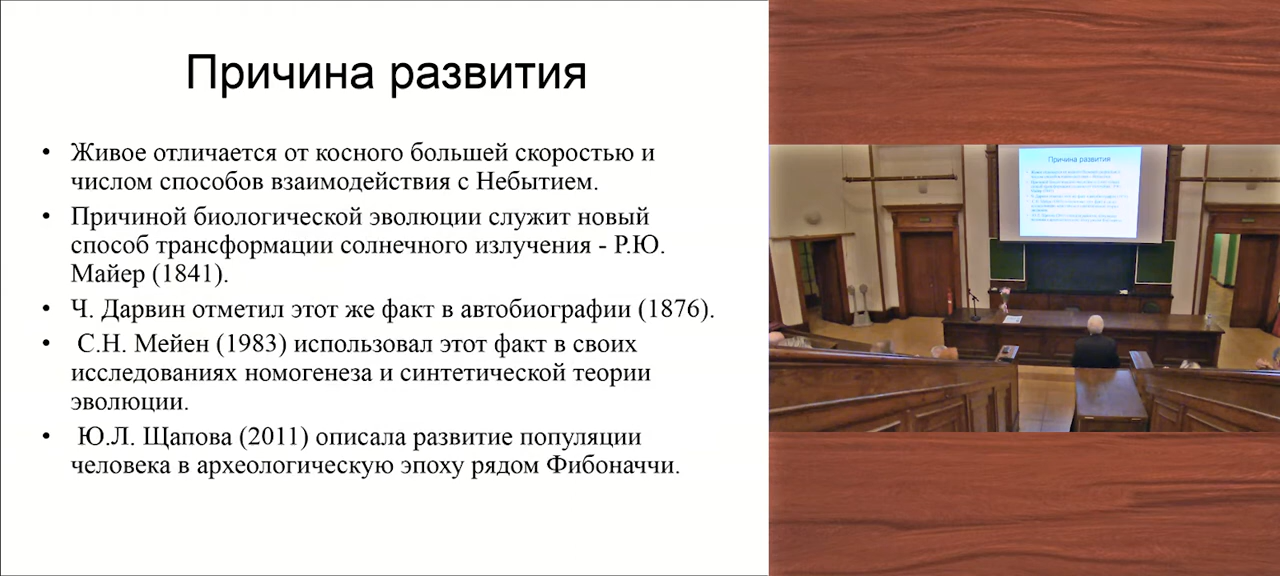 Причина развития
• Живое отличается от косного большей скоростью и
числом способов взаимодействия с Небытием.
• Причиной биологической эволюции служит новый
способ трансформации солнечного излучения - Р.Ю.
Майер (1841).
• Ч. Дарвин отметил этот же факт в автобиографии (1876).
• С.Н. Мейен (1983) использовал этот факт в своих
исследованиях номогенеза и синтетической теории
эволюции.
• Ю.Л. Щапова (2011) описала развитие популяции
человека в археологическую эпоху рядом Фибоначчи.
Причина развития